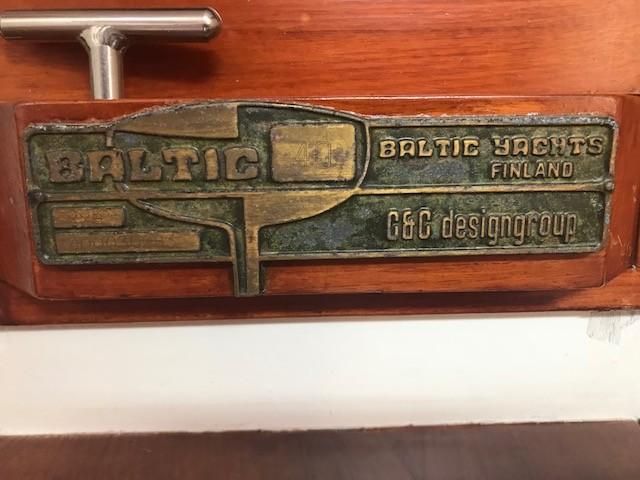 BALTIC
BALTIC YACHTS
FINLAND
C&C designgroup